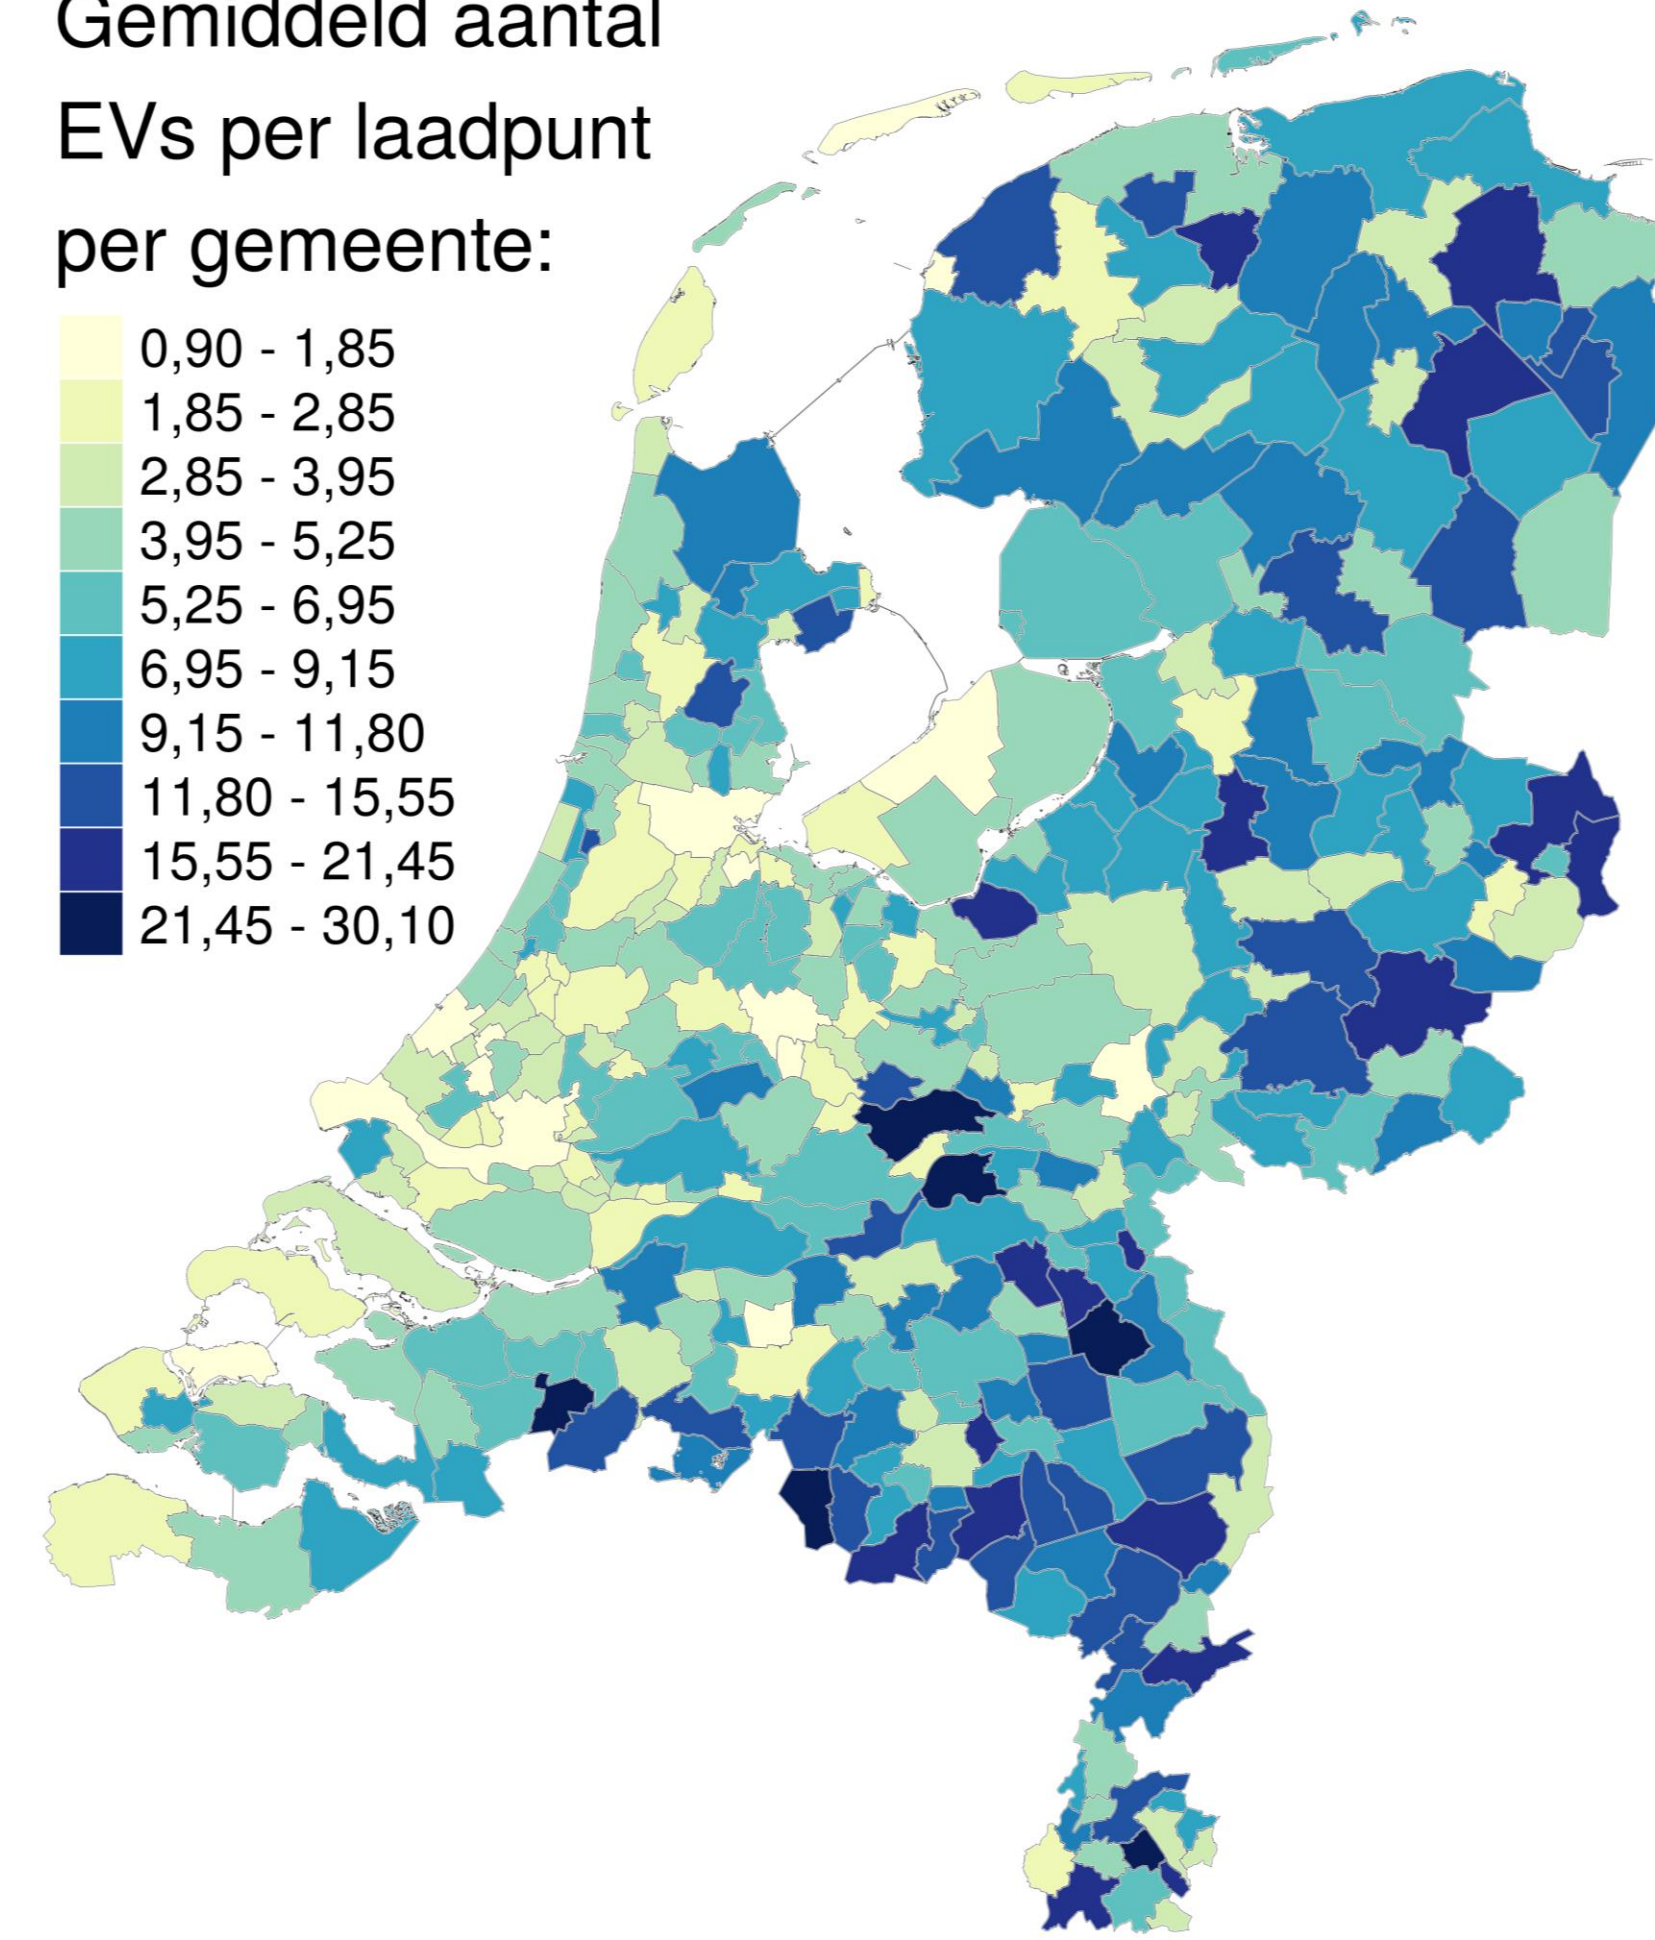 Gemiddeld aantal
EVs per laadpunt
per gemeente:
0,90 - 1,85
1,85 - 2,85
2,85 - 3,95
3,95 - 5,25
5,25 - 6,95
6,95 - 9,15
9,15 - 11,80
11,80 - 15,55
15,55 - 21,45
21,45 - 30,10